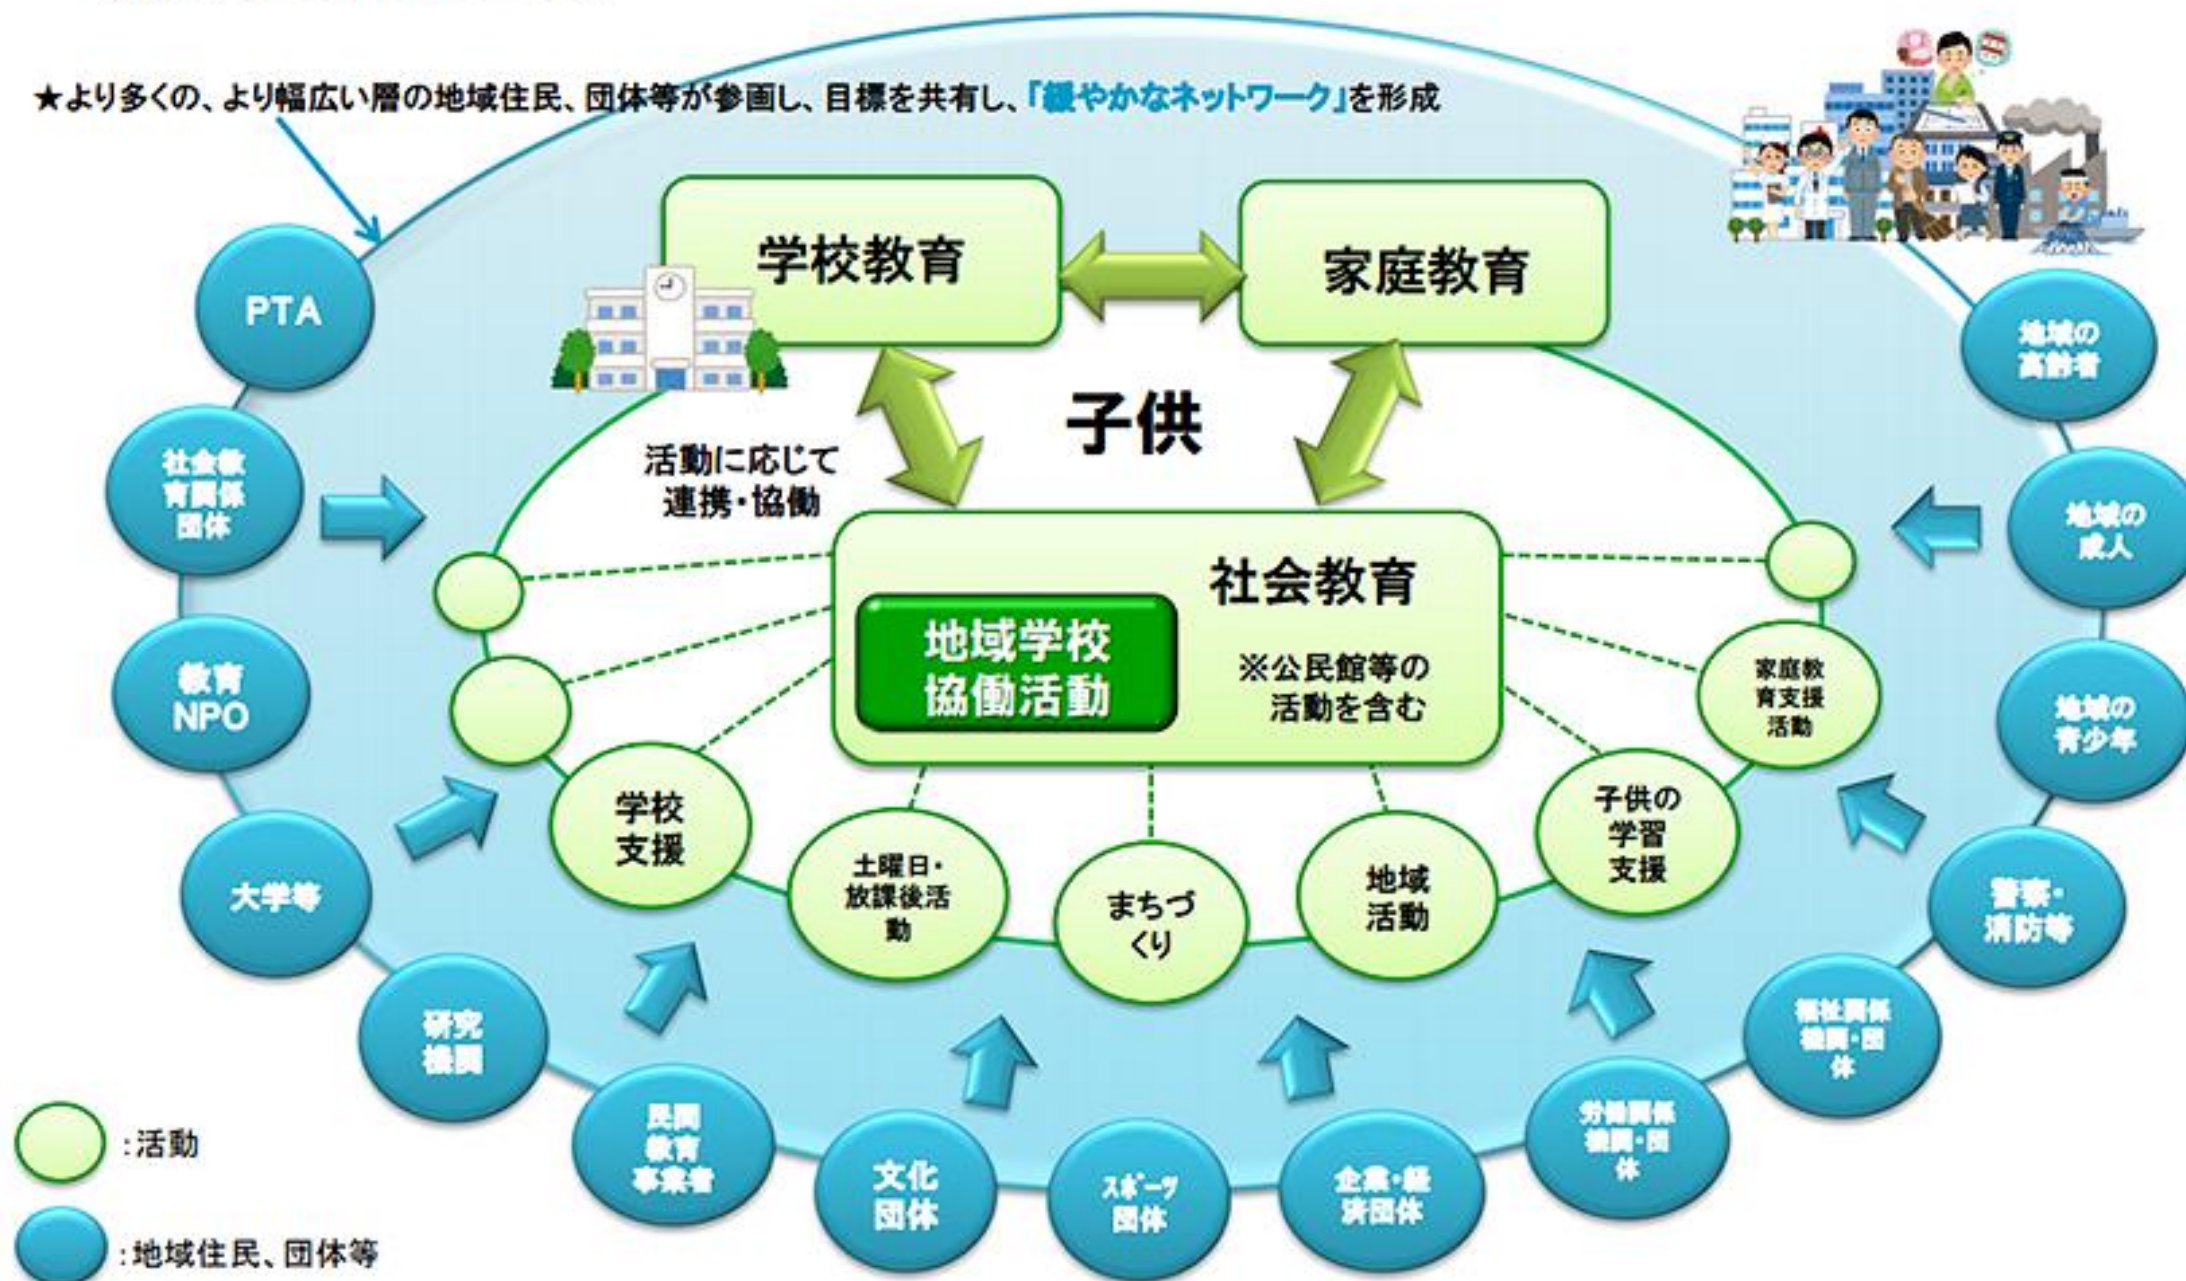 ★より多くの、より幅広い層の地域住民、団体等が参画し、目標を共有し、「緩やかなネットワーク」を形成
学校教育
家庭教育
子供
活動に応じて
連携・協働
社会教育
地域学校
協働活動
※公民館等の
活動を含む
PTA
社会教
育関係
団体
教育
NPO
大学等
研究
機関
民間
教育
事業者
文化
団体
スポーツ
団体
企業・経
済団体
労働関係
機関・団
体
福祉関係
機関・団
体
警察・
消防等
地域の
青少年
地域の
成人
地域の
高齢者
学校
支援
土曜日・
放課後活
動
まちづ
くり
地域
活動
子供の
学習
支援
家庭教
育支援
活動
:活動
:地域住民、団体等